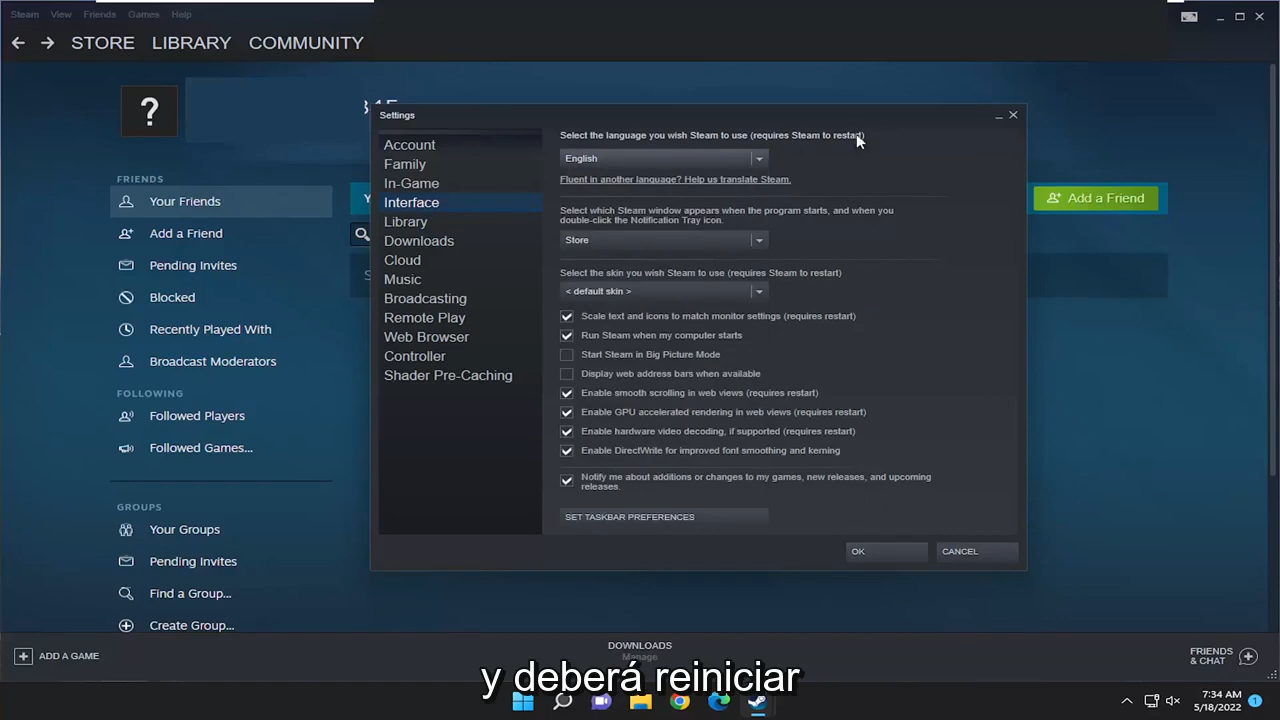 Steam View Friends Games Help
STORE LIBRARY COMMUNITY
?
FRIENDS
Your Friends
Add a Friend
Pending Invites
Blocked
Recently Played With
Broadcast Moderators
FOLLOWING
Followed Players
Followed Games...
GROUPS
Your Groups
Pending Invites
Find a Group...
Create Group...
Add a Friend
Settings
Account
Family
In-Game
Interface
Library
Downloads
Cloud
Music
Broadcasting
Remote Play
Web Browser
Controller
Shader Pre-Caching
Select the language you wish Steam to use (requires Steam to restart)
English
Fluent in another language? Help us translate Steam.
Select which Steam window appears when the program starts, and when you
double-click the Notification Tray icon.
Store
Select the skin you wish Steam to use (requires Steam to restart)
< default skin >
Scale text and icons to match monitor settings (requires restart)
Run Steam when my computer starts
Start Steam in Big Picture Mode
Display web address bars when available
Enable smooth scrolling in web views (requires restart)
Enable GPU accelerated rendering in web views (requires restart)
Enable hardware video decoding, if supported (requires restart)
Enable DirectWrite for improved font smoothing and kerning
Notify me about additions or changes to my games, new releases, and upcoming
releases.
SET TASKBAR PREFERENCES
OK CANCEL
ADD A GAME
DOWNLOADS
Manage
FRIENDS
& CHAT
y deberá reiniciar
7:34 AM
5/18/2022
1